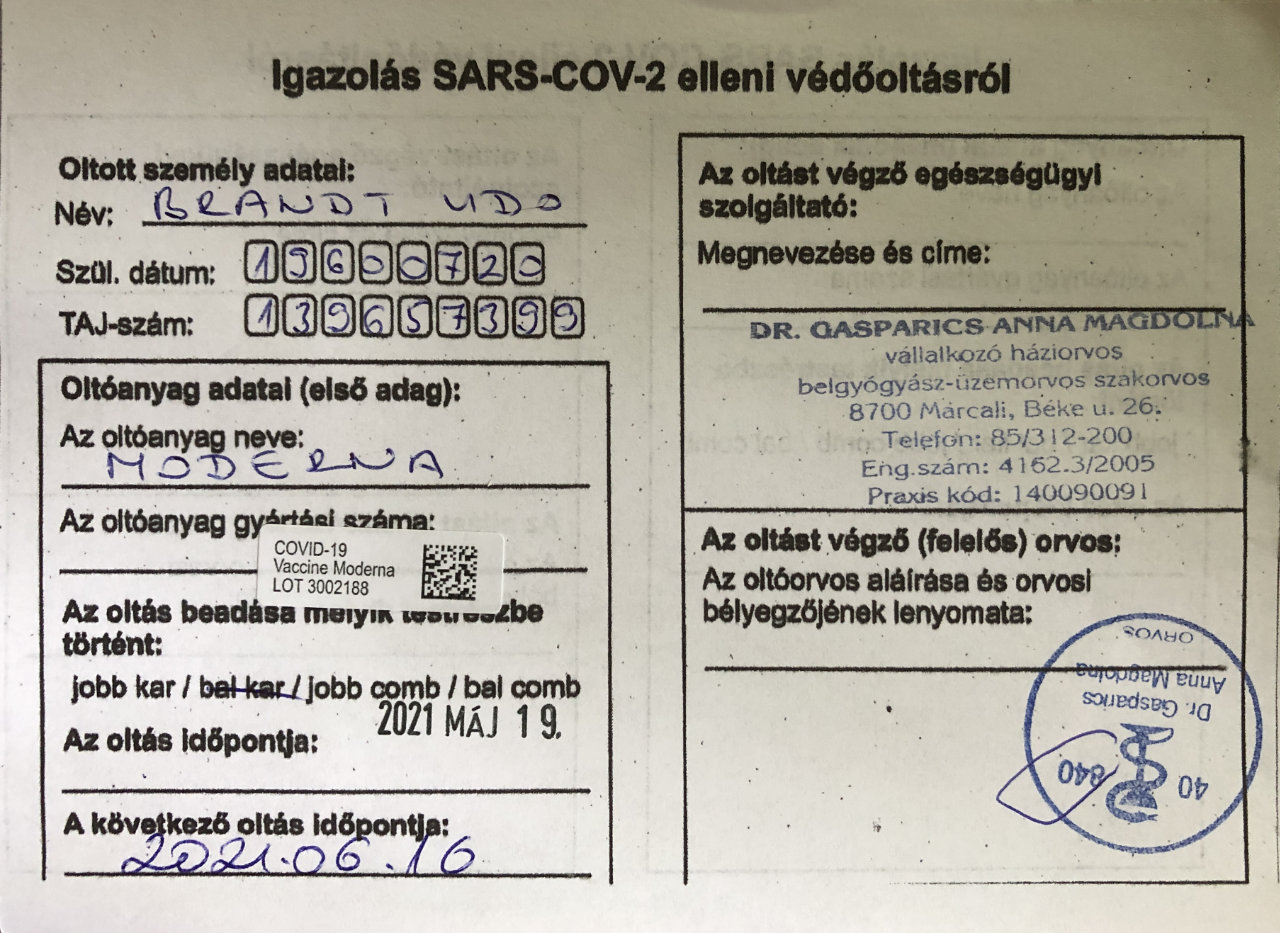 Igazolás SARS-COV-2 elleni védőoltásról
Oltott személy adatai:
Név: BRANDT UDO
Szül. dátum: 19600720
TAJ-szám: 139657399
Oltóanyag adatai (első adag):
Az oltóanyag neve:
MODERNA
Az oltóanyag gyártási száma:
COVID-19
Vaccine Moderna
LOT 3002188
Az oltás beadása melyik testrészbe
történt:
jobb kar / bal kar / jobb comb / bal comb
2021 MÁJ 19.
Az oltás időpontja:
A következő oltás időpontja:
2021.06.16
Az oltást végző egészségügyi
szolgáltató:
Megnevezése és címe:
DR. GASPARICS ANNA MAGDOLNA
vállalkozó háziorvos
belgyógyász-üzemorvos szakorvos
8700 Marcali, Béke u. 26.
Telefon: 85/312-200
Eng.szám: 4162.3/2005
Praxis kód: 140090091
Az oltást végző (felelős) orvos:
Az oltóorvos aláírása és orvosi
bélyegzőjének lenyomata:
ORVOS
Anna Magdolna
Dr. Gasparics
40 840